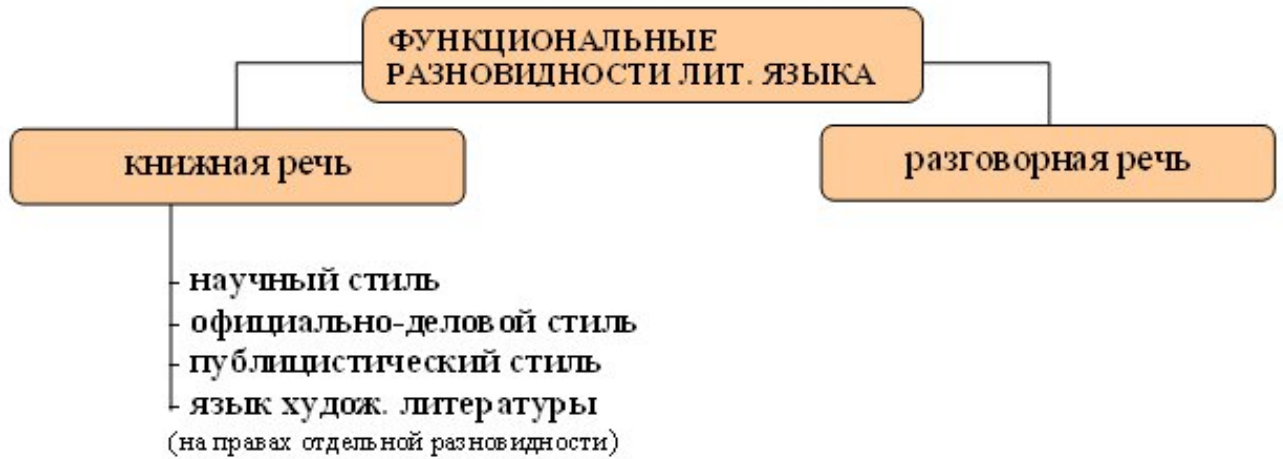 ФУНКЦИОНАЛЬНЫЕ
РАЗНОВИДНОСТИ ЛИТ. ЯЗЫКА
книжная речь
разговорная речь
- научный стиль
- официально-деловой стиль
- публицистический стиль
- язык худож. литературы
(на правах отдельной разновидности)